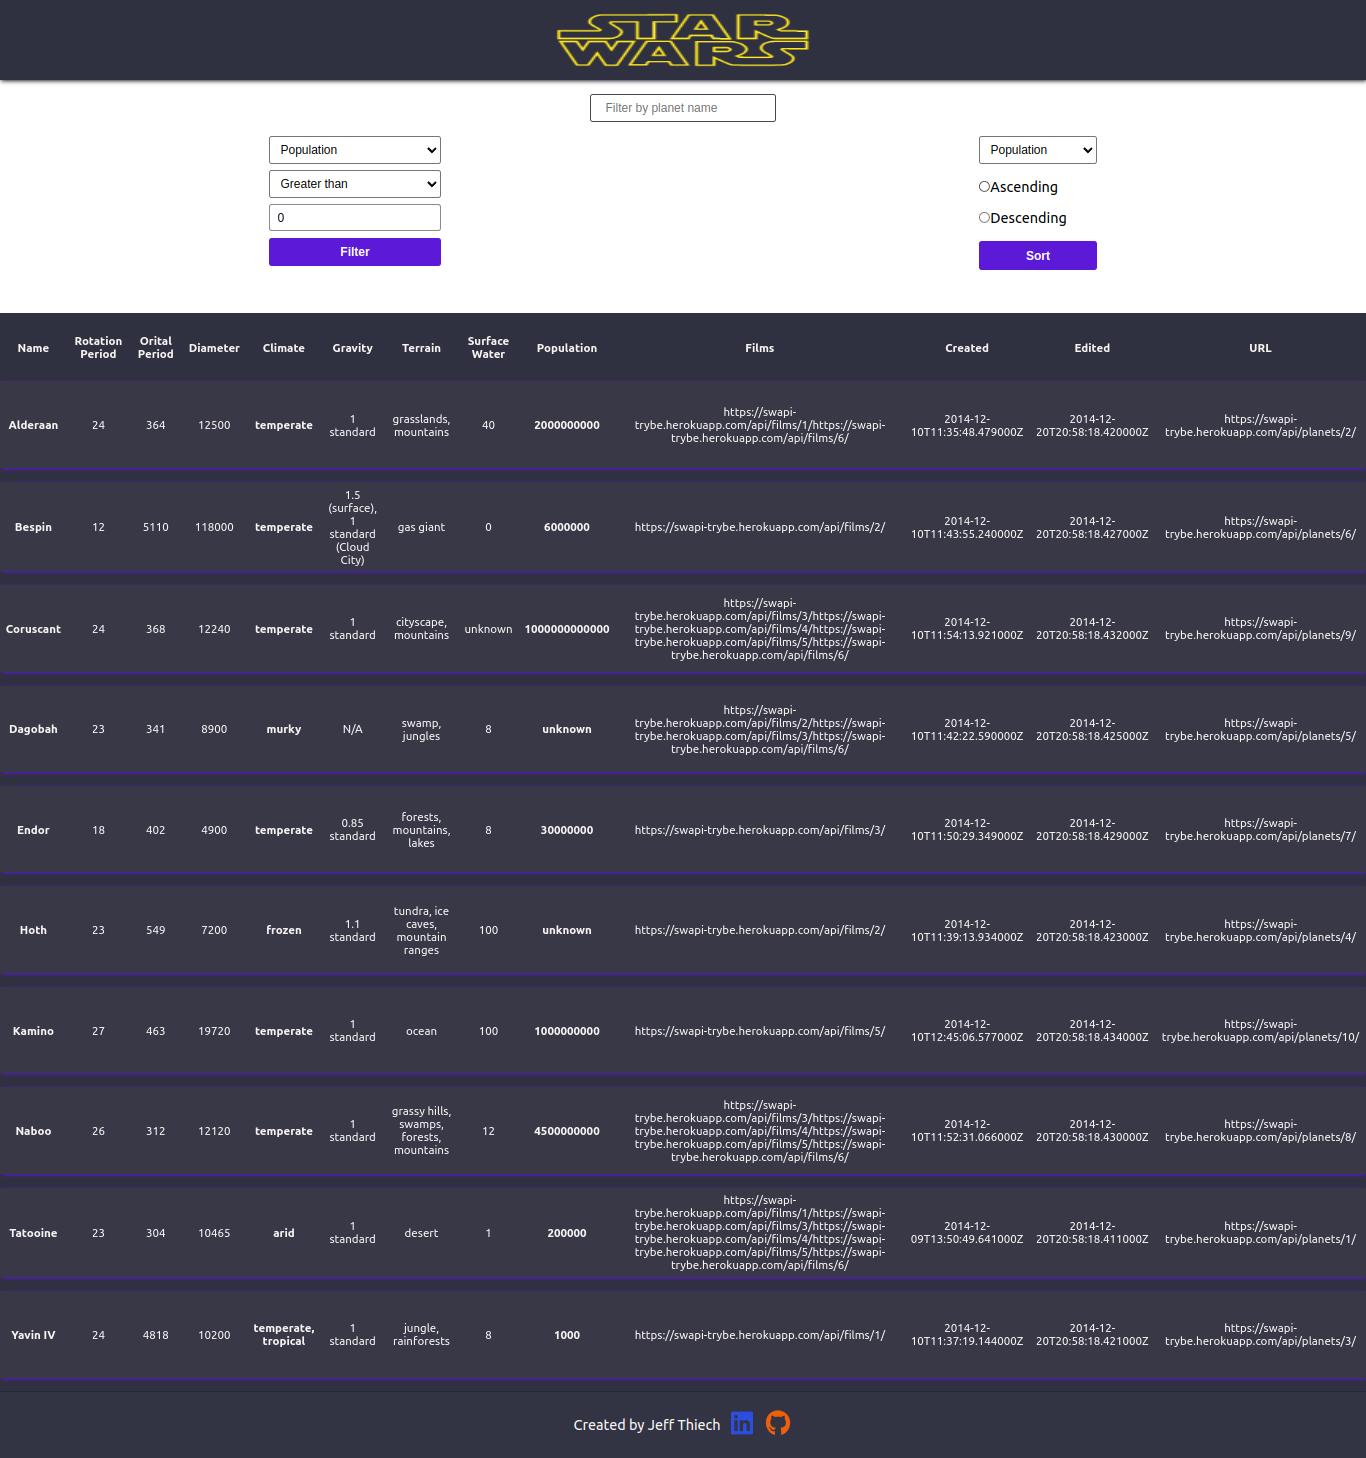 STAR
WARS
Filter by planet name
Population
Greater than
0
Filter
Population
Ascending
Descending
Sort
Name Rotation Period Orital Period Diameter Climate Gravity Terrain Surface Water Population Films Created Edited URL
Alderaan 24 364 12500 temperate 1 standard grasslands, mountains 40 2000000000 https://swapi-trybe.herokuapp.com/api/films/1/https://swapi-trybe.herokuapp.com/api/films/6/ 2014-12-10T11:35:48.479000Z 2014-12-20T20:58:18.420000Z https://swapi-trybe.herokuapp.com/api/planets/2/
Bespin 12 5110 118000 temperate 1.5 (surface), 1 standard (Cloud City) gas giant 0 6000000 https://swapi-trybe.herokuapp.com/api/films/2/ 2014-12-10T11:43:55.240000Z 2014-12-20T20:58:18.427000Z https://swapi-trybe.herokuapp.com/api/planets/6/
Coruscant 24 368 12240 temperate 1 standard cityscape, mountains unknown 1000000000000 https://swapi-trybe.herokuapp.com/api/films/3/https://swapi-trybe.herokuapp.com/api/films/4/https://swapi-trybe.herokuapp.com/api/films/5/https://swapi-trybe.herokuapp.com/api/films/6/ 2014-12-10T11:54:13.921000Z 2014-12-20T20:58:18.432000Z https://swapi-trybe.herokuapp.com/api/planets/9/
Dagobah 23 341 8900 murky N/A swamp, jungles 8 unknown https://swapi-trybe.herokuapp.com/api/films/2/https://swapi-trybe.herokuapp.com/api/films/3/https://swapi-trybe.herokuapp.com/api/films/6/ 2014-12-10T11:42:22.590000Z 2014-12-20T20:58:18.425000Z https://swapi-trybe.herokuapp.com/api/planets/5/
Endor 18 402 4900 temperate 0.85 standard forests, mountains, lakes 8 30000000 https://swapi-trybe.herokuapp.com/api/films/3/ 2014-12-10T11:50:29.349000Z 2014-12-20T20:58:18.429000Z https://swapi-trybe.herokuapp.com/api/planets/7/
Hoth 23 549 7200 frozen 1.1 standard tundra, ice caves, mountain ranges 100 unknown https://swapi-trybe.herokuapp.com/api/films/2/ 2014-12-10T11:39:13.934000Z 2014-12-20T20:58:18.423000Z https://swapi-trybe.herokuapp.com/api/planets/4/
Kamino 27 463 19720 temperate 1 standard ocean 100 1000000000 https://swapi-trybe.herokuapp.com/api/films/5/ 2014-12-10T12:45:06.577000Z 2014-12-20T20:58:18.434000Z https://swapi-trybe.herokuapp.com/api/planets/10/
Naboo 26 312 12120 temperate 1 standard grassy hills, swamps, forests, mountains 12 4500000000 https://swapi-trybe.herokuapp.com/api/films/3/https://swapi-trybe.herokuapp.com/api/films/4/https://swapi-trybe.herokuapp.com/api/films/5/https://swapi-trybe.herokuapp.com/api/films/6/ 2014-12-10T11:52:31.066000Z 2014-12-20T20:58:18.430000Z https://swapi-trybe.herokuapp.com/api/planets/8/
Tatooine 23 304 10465 arid 1 standard desert 1 200000 https://swapi-trybe.herokuapp.com/api/films/1/https://swapi-trybe.herokuapp.com/api/films/3/https://swapi-trybe.herokuapp.com/api/films/4/https://swapi-trybe.herokuapp.com/api/films/5/https://swapi-trybe.herokuapp.com/api/films/6/ 2014-12-09T13:50:49.641000Z 2014-12-20T20:58:18.411000Z https://swapi-trybe.herokuapp.com/api/planets/1/
Yavin IV 24 4818 10200 temperate, tropical 1 standard jungle, rainforests 8 1000 https://swapi-trybe.herokuapp.com/api/films/1/ 2014-12-10T11:37:19.144000Z 2014-12-20T20:58:18.421000Z https://swapi-trybe.herokuapp.com/api/planets/3/
Created by Jeff Thiech